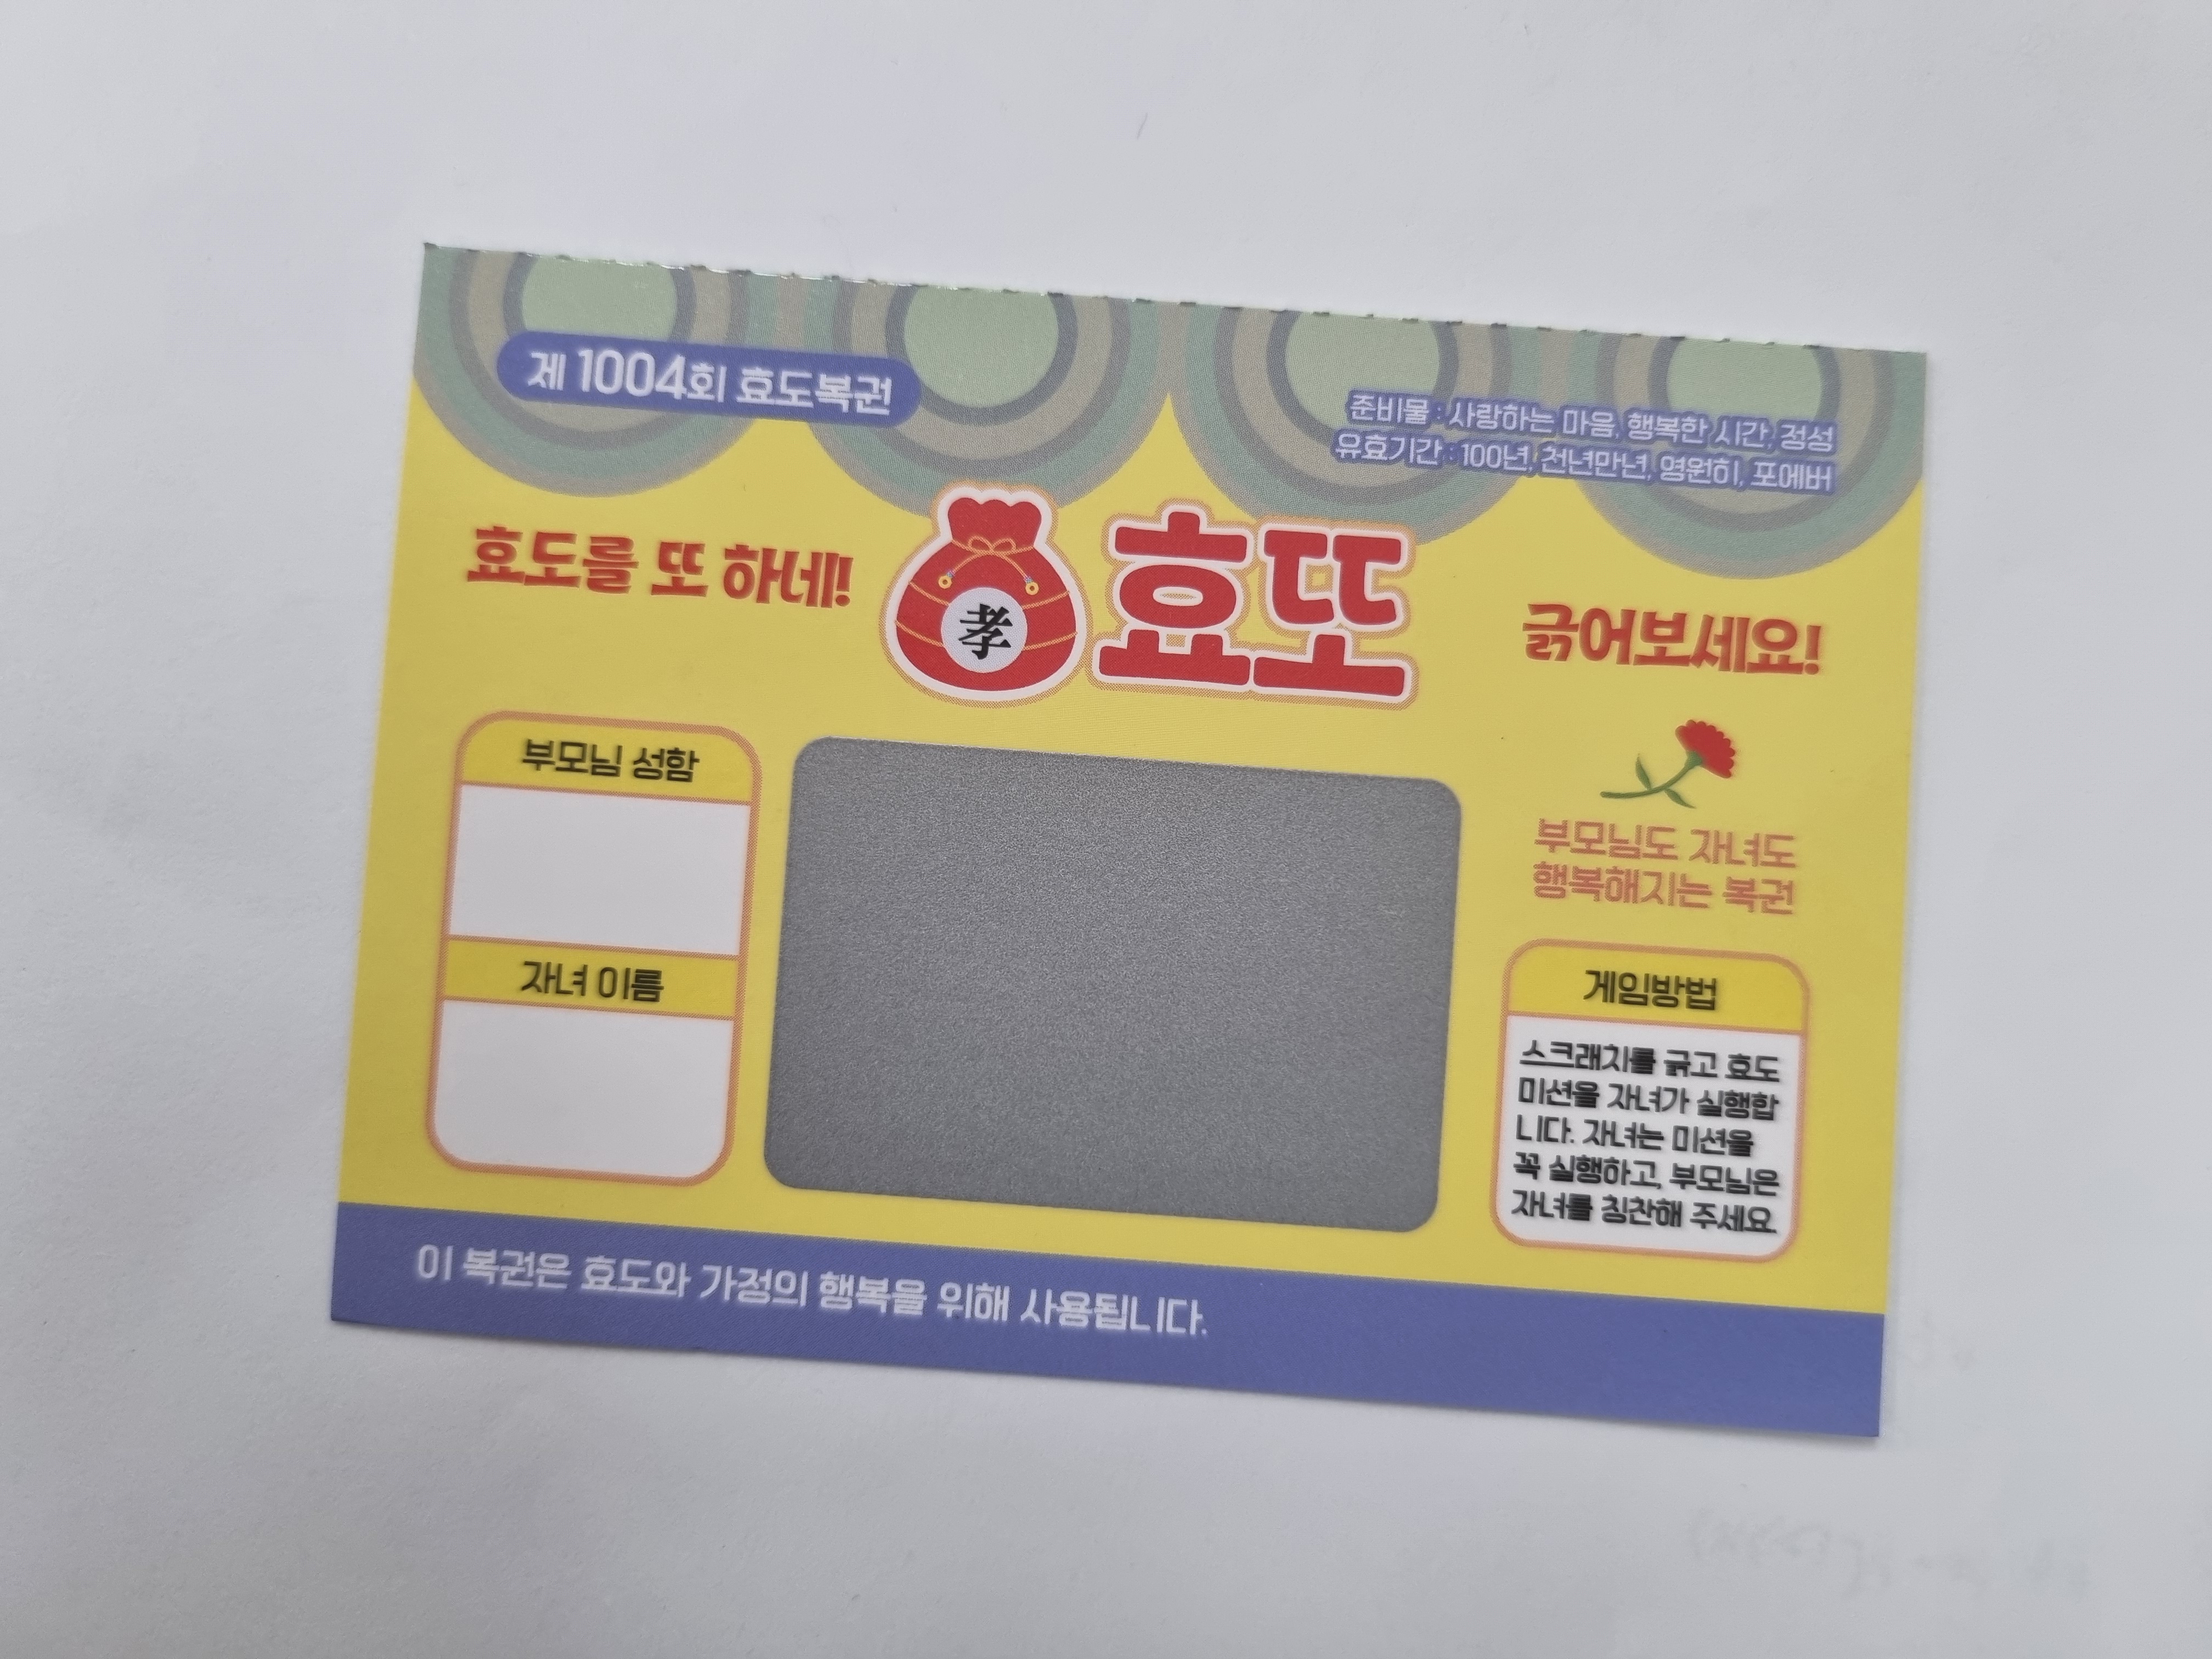 제 1004회 효도복권
준비물 : 사랑하는 마음, 행복한 시간, 정성
유효기간 : 100년, 천년만년, 영원히, 포에버
효도를 또 하네!
孝
효또
긁어보세요!
부모님 성함
자녀 이름
부모님도 자녀도
행복해지는 복권
게임방법
스크래치를 긁고 효도
미션을 자녀가 실행합
니다. 자녀는 미션을
꼭 실행하고, 부모님은
자녀를 칭찬해 주세요
이 복권은 효도와 가정의 행복을 위해 사용됩니다.